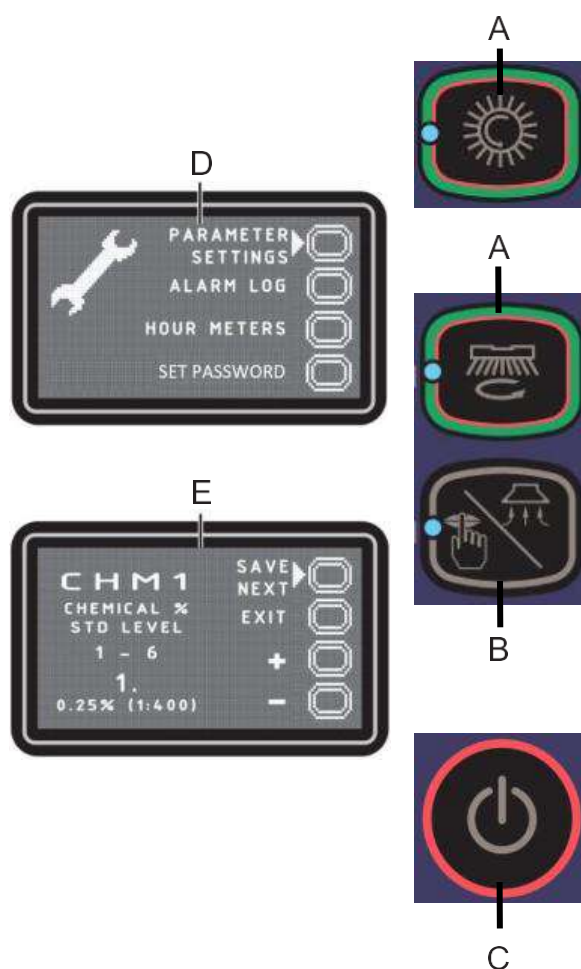 A
D
PARAMETER
SETTINGS
ALARM LOG
HOUR METERS
SET PASSWORD
A
E
CHM1
CHEMICAL %
STD LEVEL
1 - 6
1.
0.25% (1:400)
SAVE
NEXT
EXIT
+
-
B
C